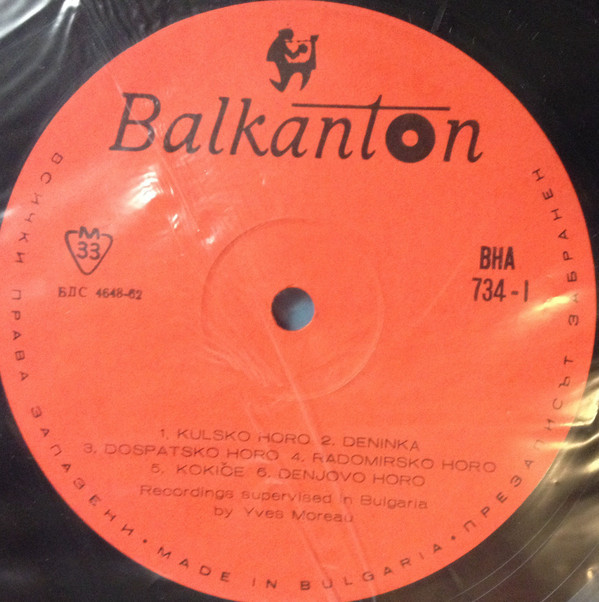 Balkanton
M
33
БДС 4648-62
ВНА
734-I
1. KULSKO HORO 2. DENINKA
3. DOSPATSKO HORO 4. RADOMIRSKO HORO
5. KOKIČE 6. DENJOVO HORO
Recordings supervised in Bulgaria
by Yves Moreau
ВСИЧКИ ПРАВА ЗАПАЗЕНИ • MADE IN BULGARIA • ПРЕЗАПИСЪТ ЗАБРАНЕН